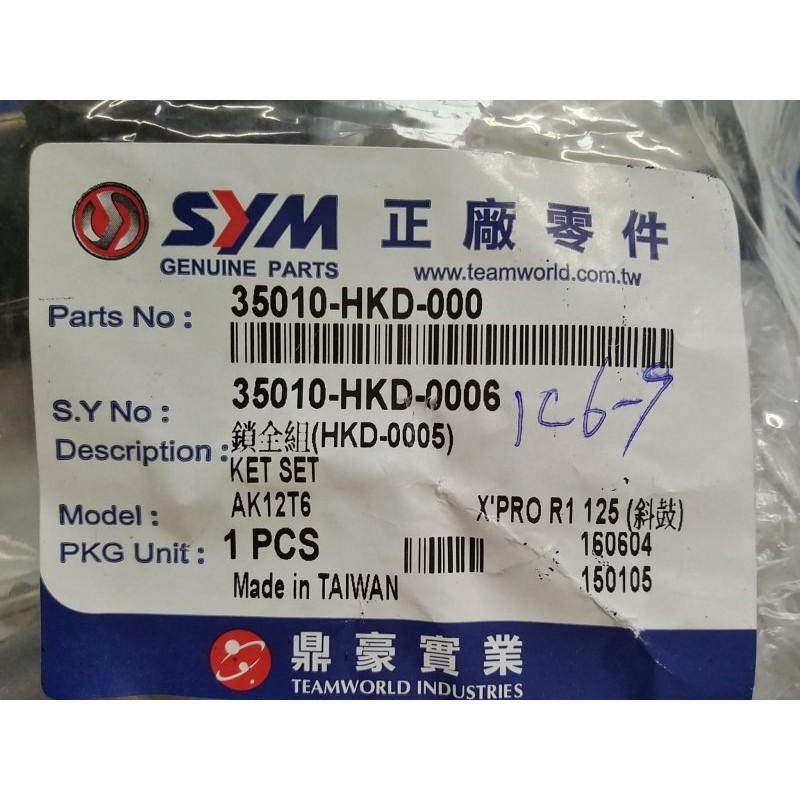 SYM 正廠零件
GENUINE PARTS www.teamworld.com.tw
Parts No : 35010-HKD-000
S.Y No : 35010-HKD-0006
1C6-9
Description : 鎖全組(HKD-0005)
KET SET
Model : AK12T6 X'PRO R1 125 (斜鼓)
PKG Unit : 1 PCS 160604
Made in TAIWAN 150105
鼎豪實業
TEAMWORLD INDUSTRIES